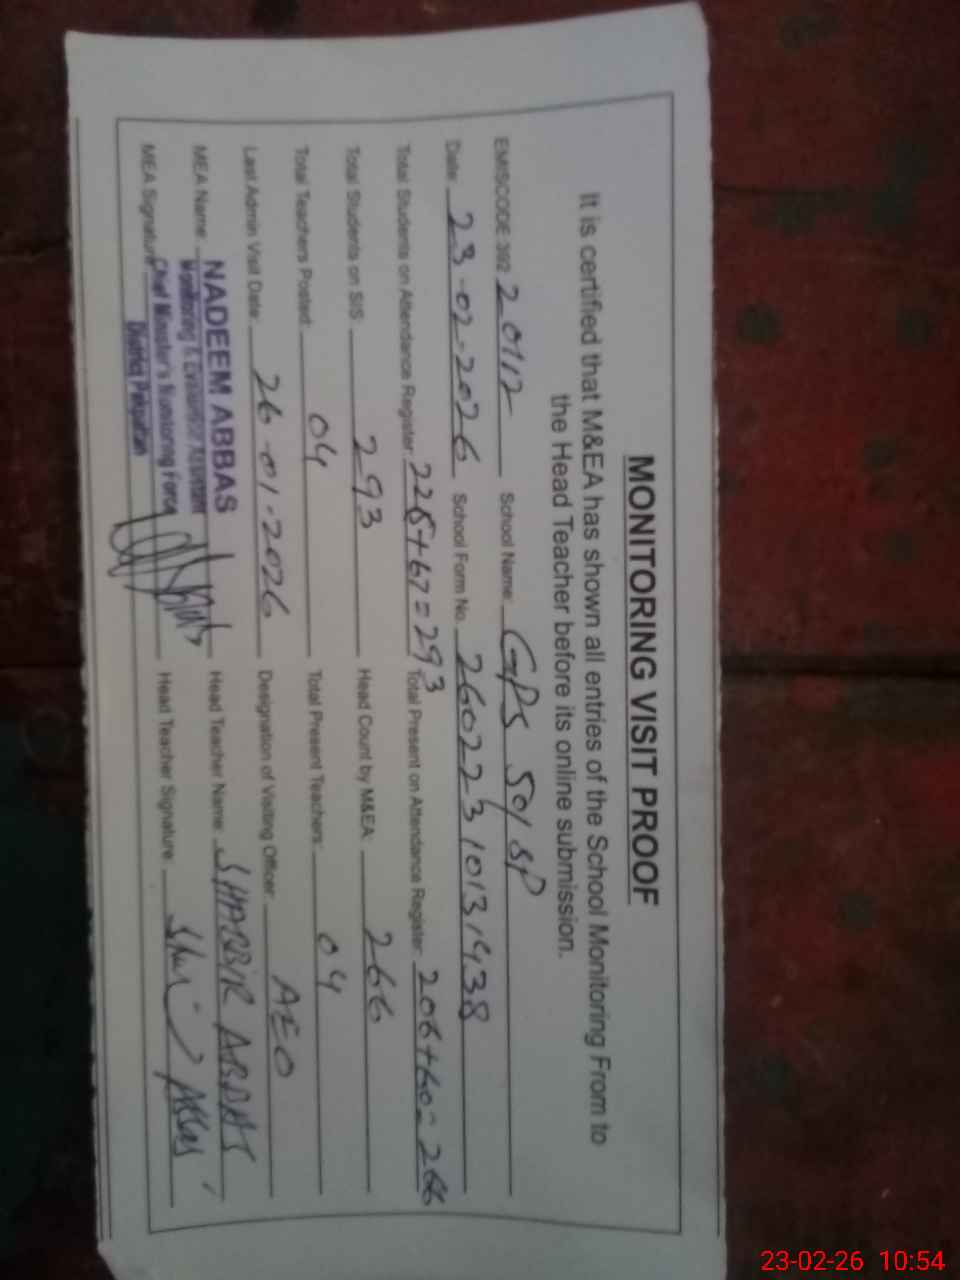 MONITORING VISIT PROOF
It is certified that M&EA has shown all entries of the School Monitoring From to
the Head Teacher before its online submission.
EMISCODE 392 20112 School Name: GPS 50/SP
Date 23-02-2026 School Form No. 26022310131438
Total Students on Attendance Register: 226+67=293 Total Present on Attendance Register: 206+60=266
Total Students on SIS: 293 Head Count by M&EA: 266
Total Teachers Posted: 04 Total Present Teachers: 04
Last Admin Visit Date: 26-01-2026 Designation of Visiting Officer: AEO
MEA Name: NADEEM ABBAS Head Teacher Name: SHABBIR ABBAS
Monitoring & Evaluation Assistant
MEA Signature Chief Minister's Monitoring Force Head Teacher Signature
District Pakpattan
23-02-26 10:54